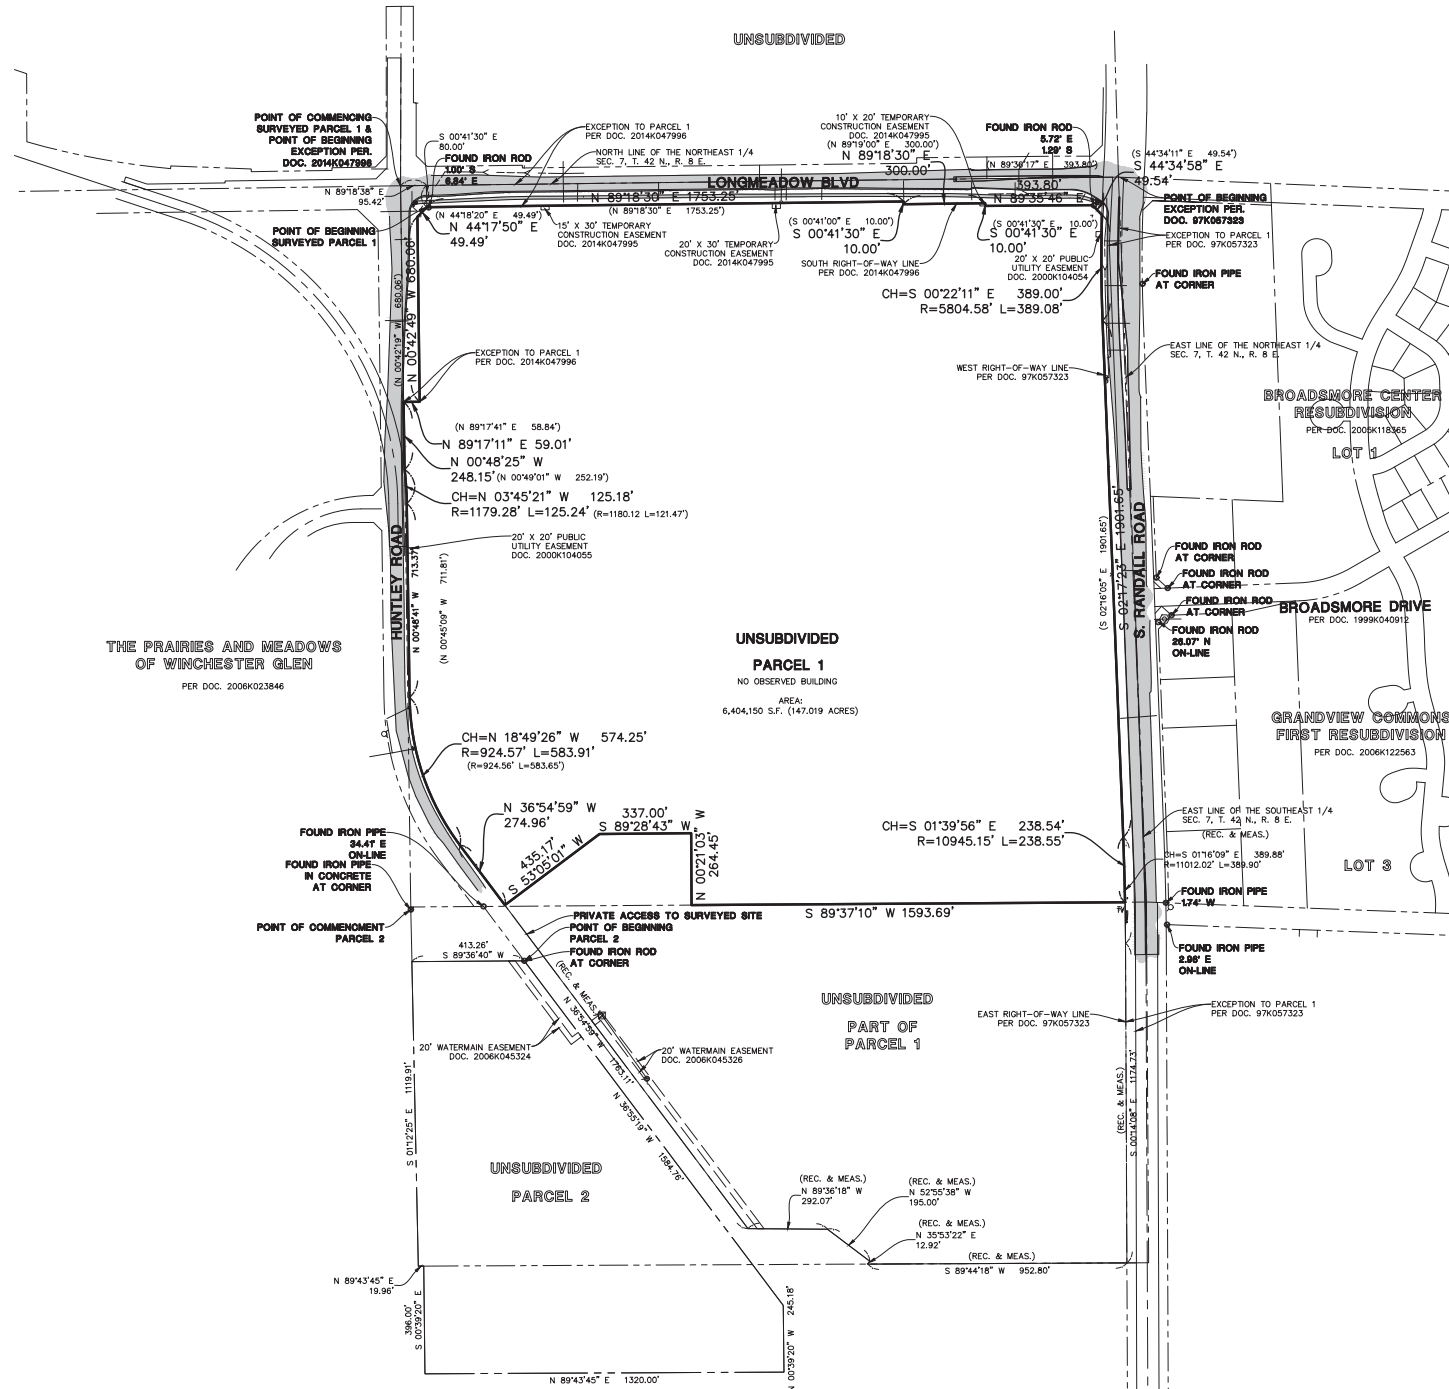 UNSUBDIVIDED
POINT OF COMMENCING
SURVEYED PARCEL 1 &
POINT OF BEGINNING
EXCEPTION PER.
DOC. 2014K047996
S 00°41'30" E
80.00'
FOUND IRON ROD
1.00' S
6.84' E
EXCEPTION TO PARCEL 1
PER DOC. 2014K047996
NORTH LINE OF THE NORTHEAST 1/4
SEC. 7, T. 42 N., R. 8 E.
10' X 20' TEMPORARY
CONSTRUCTION EASEMENT
DOC. 2014K047995
(N 89°19'00" E 300.00')
N 89°18'30" E
300.00'
FOUND IRON ROD
5.72' E
1.29' S
(N 89°36'17" E 393.80')
393.80'
N 89°35'46" E
(S 44°34'11" E 49.54')
S 44°34'58" E
49.54'
N 89°18'38" E
95.42'
LONGMEADOW BLVD
N 89°18'30" E 1753.25'
(N 89°18'30" E 1753.25')
POINT OF BEGINNING
SURVEYED PARCEL 1
(N 44°18'20" E 49.49')
N 44°17'50" E
49.49'
15' X 30' TEMPORARY
CONSTRUCTION EASEMENT
DOC. 2014K047995
20' X 30' TEMPORARY
CONSTRUCTION EASEMENT
DOC. 2014K047995
(S 00°41'00" E 10.00')
S 00°41'30" E
10.00'
SOUTH RIGHT-OF-WAY LINE
PER DOC. 2014K047996
(S 00°41'30" E 10.00')
S 00°41'30" E
10.00'
20' X 20' PUBLIC
UTILITY EASEMENT
DOC. 2000K104054
POINT OF BEGINNING
EXCEPTION PER.
DOC. 97K057323
EXCEPTION TO PARCEL 1
PER DOC. 97K057323
FOUND IRON PIPE
AT CORNER
CH=S 00°22'11" E 389.00'
R=5804.58' L=389.08'
(N 00°42'19" W 680.06')
N 00°42'49" W 680.00'
EXCEPTION TO PARCEL 1
PER DOC. 2014K047996
WEST RIGHT-OF-WAY LINE
PER DOC. 97K057323
EAST LINE OF THE NORTHEAST 1/4
SEC. 7, T. 42 N., R. 8 E.
BROADSMORE CENTER
RESUBDIVISION
PER DOC. 2005K118365
LOT 1
(N 89°17'41" E 58.84')
N 89°17'11" E 59.01'
N 00°48'25" W
248.15' (N 00°49'01" W 252.19')
CH=N 03°45'21" W 125.18'
R=1179.28' L=125.24' (R=1180.12 L=121.47')
20' X 20' PUBLIC
UTILITY EASEMENT
DOC. 2000K104055
HUNTLEY ROAD
N 00°48'41" W 713.37'
(N 00°45'09" W 711.81')
(S 02°16'05" E 1901.65')
S 02°17'23" E 1901.65'
S. RANDALL ROAD
FOUND IRON ROD
AT CORNER
FOUND IRON ROD
AT CORNER
FOUND IRON ROD
AT CORNER
FOUND IRON ROD
26.07' N
ON-LINE
BROADSMORE DRIVE
PER DOC. 1999K040912
THE PRAIRIES AND MEADOWS
OF WINCHESTER GLEN
PER DOC. 2006K023846
UNSUBDIVIDED
PARCEL 1
NO OBSERVED BUILDING
AREA:
6,404,150 S.F. (147.019 ACRES)
GRANDVIEW COMMONS
FIRST RESUBDIVISION
PER DOC. 2006K122563
CH=N 18°49'26" W 574.25'
R=924.57' L=583.91'
(R=924.56' L=583.65')
N 36°54'59" W
274.96'
435.17'
S 53°05'01" W
337.00'
S 89°28'43" W
N 00°21'03" W
264.45'
CH=S 01°39'56" E 238.54'
R=10945.15' L=238.55'
EAST LINE OF THE SOUTHEAST 1/4
SEC. 7, T. 42 N., R. 8 E.
(REC. & MEAS.)
CH=S 01°16'09" E 389.88'
R=11012.02' L=389.90'
LOT 3
FOUND IRON PIPE
34.41' E
ON-LINE
FOUND IRON PIPE
IN CONCRETE
AT CORNER
POINT OF COMMENCMENT
PARCEL 2
FOUND IRON PIPE
1.74' W
S 89°37'10" W 1593.69'
PRIVATE ACCESS TO SURVEYED SITE
POINT OF BEGINNING
PARCEL 2
FOUND IRON ROD
AT CORNER
413.26'
S 89°36'40" W
FOUND IRON PIPE
2.96' E
ON-LINE
(REC. & MEAS.)
N 36°54'59" W 1763.11'
UNSUBDIVIDED
PART OF
PARCEL 1
EAST RIGHT-OF-WAY LINE
PER DOC. 97K057323
EXCEPTION TO PARCEL 1
PER DOC. 97K057323
20' WATERMAIN EASEMENT
DOC. 2006K045324
20' WATERMAIN EASEMENT
DOC. 2006K045326
N 36°55'19" W 1584.76'
S 01°12'25" E 1119.91'
(REC. & MEAS.)
S 00°14'08" E 1174.73'
UNSUBDIVIDED
PARCEL 2
(REC. & MEAS.)
N 89°36'18" W
292.07'
(REC. & MEAS.)
N 52°55'38" W
195.00'
(REC. & MEAS.)
N 35°53'22" E
12.92'
(REC. & MEAS.)
S 89°44'18" W 952.80'
N 89°43'45" E
19.96'
396.00'
S 00°39'20" E
N 00°39'20" W 245.18'
N 89°43'45" E 1320.00'